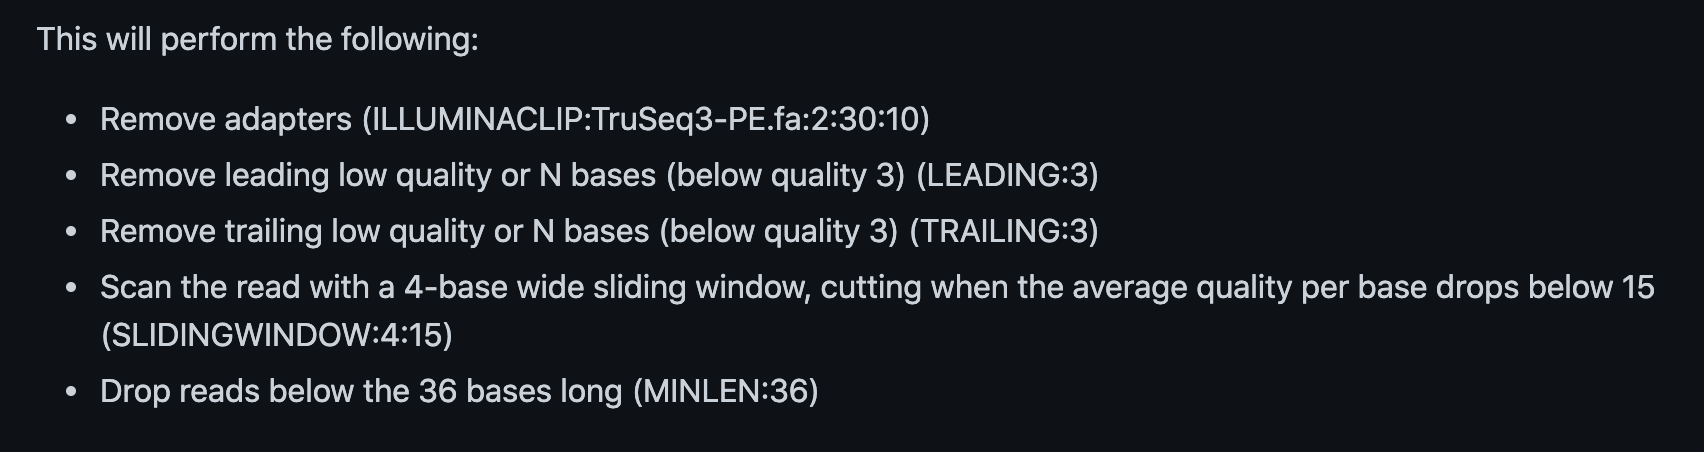 This will perform the following:
• Remove adapters (ILLUMINACLIP:TruSeq3-PE.fa:2:30:10)
• Remove leading low quality or N bases (below quality 3) (LEADING:3)
• Remove trailing low quality or N bases (below quality 3) (TRAILING:3)
• Scan the read with a 4-base wide sliding window, cutting when the average quality per base drops below 15
(SLIDINGWINDOW:4:15)
• Drop reads below the 36 bases long (MINLEN:36)